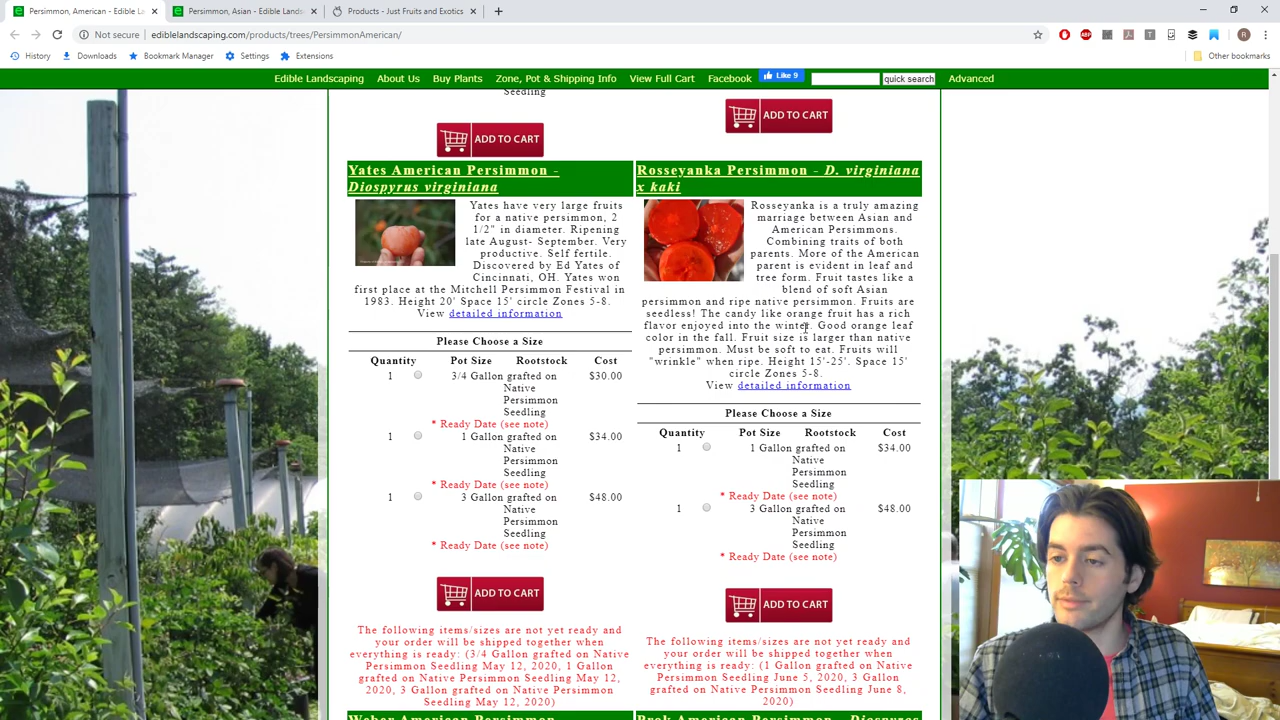 Persimmon, American - Edible L
Persimmon, Asian - Edible Lands
Products - Just Fruits and Exotics
Not secure
ediblelandscaping.com/products/trees/PersimmonAmerican/
ABP
T
R
History
Downloads
Bookmark Manager
Settings
Extensions
Other bookmarks
Edible Landscaping
About Us
Buy Plants
Zone, Pot & Shipping Info
View Full Cart
Facebook
Like 9
quick search
Advanced
Seedling
ADD TO CART
ADD TO CART
Yates American Persimmon -
Diospyrus virginiana
Yates have very large fruits
for a native persimmon, 2
1/2" in diameter. Ripening
late August- September. Very
productive. Self fertile.
Discovered by Ed Yates of
Cincinnati, OH. Yates won
first place at the Mitchell Persimmon Festival in
1983. Height 20' Space 15' circle Zones 5-8.
View detailed information
Please Choose a Size
Quantity Pot Size Rootstock Cost
1 3/4 Gallon grafted on $30.00
Native
Persimmon
Seedling
* Ready Date (see note)
1 1 Gallon grafted on $34.00
Native
Persimmon
Seedling
* Ready Date (see note)
1 3 Gallon grafted on $48.00
Native
Persimmon
Seedling
* Ready Date (see note)
ADD TO CART
The following items/sizes are not yet ready and
your order will be shipped together when
everything is ready: (3/4 Gallon grafted on Native
Persimmon Seedling May 12, 2020, 1 Gallon
grafted on Native Persimmon Seedling May 12,
2020, 3 Gallon grafted on Native Persimmon
Seedling May 12, 2020)
Weber American Persimmon
Rosseyanka Persimmon - D. virginiana
x kaki
Rosseyanka is a truly amazing
marriage between Asian and
American Persimmons.
Combining traits of both
parents. More of the American
parent is evident in leaf and
tree form. Fruit tastes like a
blend of soft Asian
persimmon and ripe native persimmon. Fruits are
seedless! The candy like orange fruit has a rich
flavor enjoyed into the winter. Good orange leaf
color in the fall. Fruit size is larger than native
persimmon. Must be soft to eat. Fruits will
"wrinkle" when ripe. Height 15'-25'. Space 15'
circle Zones 5-8.
View detailed information
Please Choose a Size
Quantity Pot Size Rootstock Cost
1 1 Gallon grafted on $34.00
Native
Persimmon
Seedling
* Ready Date (see note)
1 3 Gallon grafted on $48.00
Native
Persimmon
Seedling
* Ready Date (see note)
ADD TO CART
The following items/sizes are not yet ready and
your order will be shipped together when
everything is ready: (1 Gallon grafted on Native
Persimmon Seedling June 5, 2020, 3 Gallon
grafted on Native Persimmon Seedling June 8,
2020)
Prok American Persimmon - Diospyros